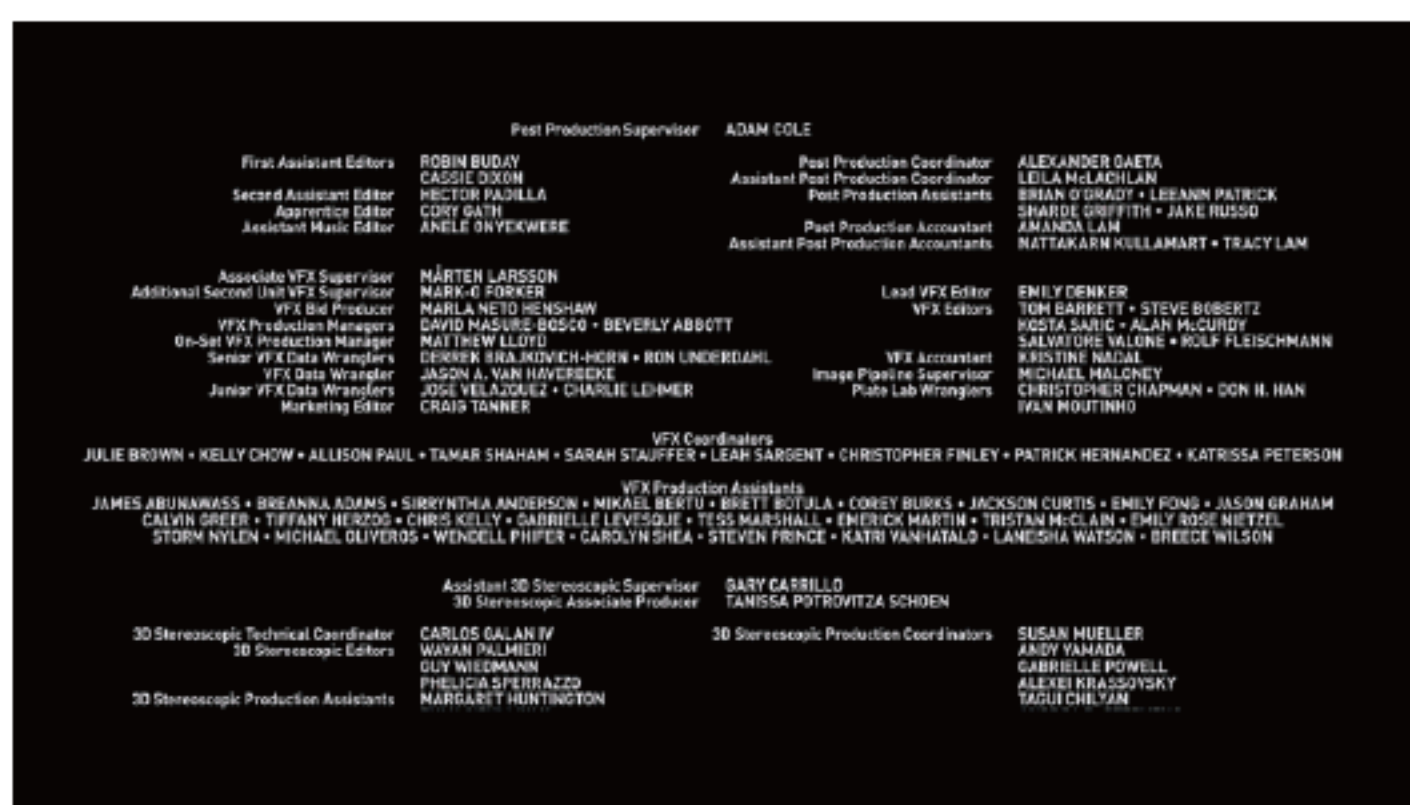 Post Production Supervisor ADAM COLE
First Assistant Editors ROBIN BUDAY
CASSIE DIXON
Second Assistant Editor HECTOR PADILLA
Apprentice Editor CORY GATH
Assistant Music Editor ANELE ONYEKWERE
Post Production Coordinator ALEXANDER GAETA
Assistant Post Production Coordinator LEILA McLACHLAN
Post Production Assistants BRIAN O'GRADY • LEEANN PATRICK
SHARDE GRIFFITH • JAKE RUSSO
Post Production Accountant AMANDA LAM
Assistant Post Production Accountants NATTAKARN KULLAMART • TRACY LAM
Associate VFX Supervisor MÅRTEN LARSSON
Additional Second Unit VFX Supervisor MARK-O FORKER
VFX Bid Producer MARLA NETO HENSHAW
VFX Production Managers DAVID MASURE-BOSCO • BEVERLY ABBOTT
On-Set VFX Production Manager MATTHEW LLOYD
Senior VFX Data Wranglers DERREK BRAJKOVICH-HORN • RON UNDERDAHL
VFX Data Wrangler JASON A. VAN HAVERBEKE
Junior VFX Data Wranglers JOSE VELAZQUEZ • CHARLIE LEHMER
Marketing Editor CRAIG TANNER
Lead VFX Editor EMILY DENKER
VFX Editors TOM BARRETT • STEVE BOBERTZ
KOSTA SARIC • ALAN McCURDY
SALVATORE VALONE • ROLF FLEISCHMANN
VFX Accountant KRISTINE NADAL
Image Pipeline Supervisor MICHAEL MALONEY
Plate Lab Wranglers CHRISTOPHER CHAPMAN • DON H. HAN
IVAN MOUTINHO
VFX Coordinators
JULIE BROWN • KELLY CHOW • ALLISON PAUL • TAMAR SHAHAM • SARAH STAUFFER • LEAH SARGENT • CHRISTOPHER FINLEY • PATRICK HERNANDEZ • KATRISSA PETERSON
VFX Production Assistants
JAMES ABUNAWASS • BREANNA ADAMS • SIRRYNTHIA ANDERSON • MIKAEL BERTU • BRETT BOTULA • COREY BURKS • JACKSON CURTIS • EMILY FONG • JASON GRAHAM
CALVIN GREER • TIFFANY HERZOG • CHRIS KELLY • GABRIELLE LEVESQUE • TESS MARSHALL • EMERICK MARTIN • TRISTAN McCLAIN • EMILY ROSE NIETZEL
STORM NYLEN • MICHAEL OLIVEROS • WENDELL PHIFER • CAROLYN SHEA • STEVEN PRINCE • KATRI VANHATALO • LANEISHA WATSON • BREECE WILSON
Assistant 3D Stereoscopic Supervisor GARY CARRILLO
3D Stereoscopic Associate Producer TANISSA POTROVITZA SCHOEN
3D Stereoscopic Technical Coordinator CARLOS GALAN IV
3D Stereoscopic Editors WAYAN PALMIERI
GUY WIEDMANN
PHELICIA SPERRAZZO
3D Stereoscopic Production Assistants MARGARET HUNTINGTON
3D Stereoscopic Production Coordinators SUSAN MUELLER
ANDY YAMADA
GABRIELLE POWELL
ALEXEI KRASSOVSKY
TAGUI CHILYAN